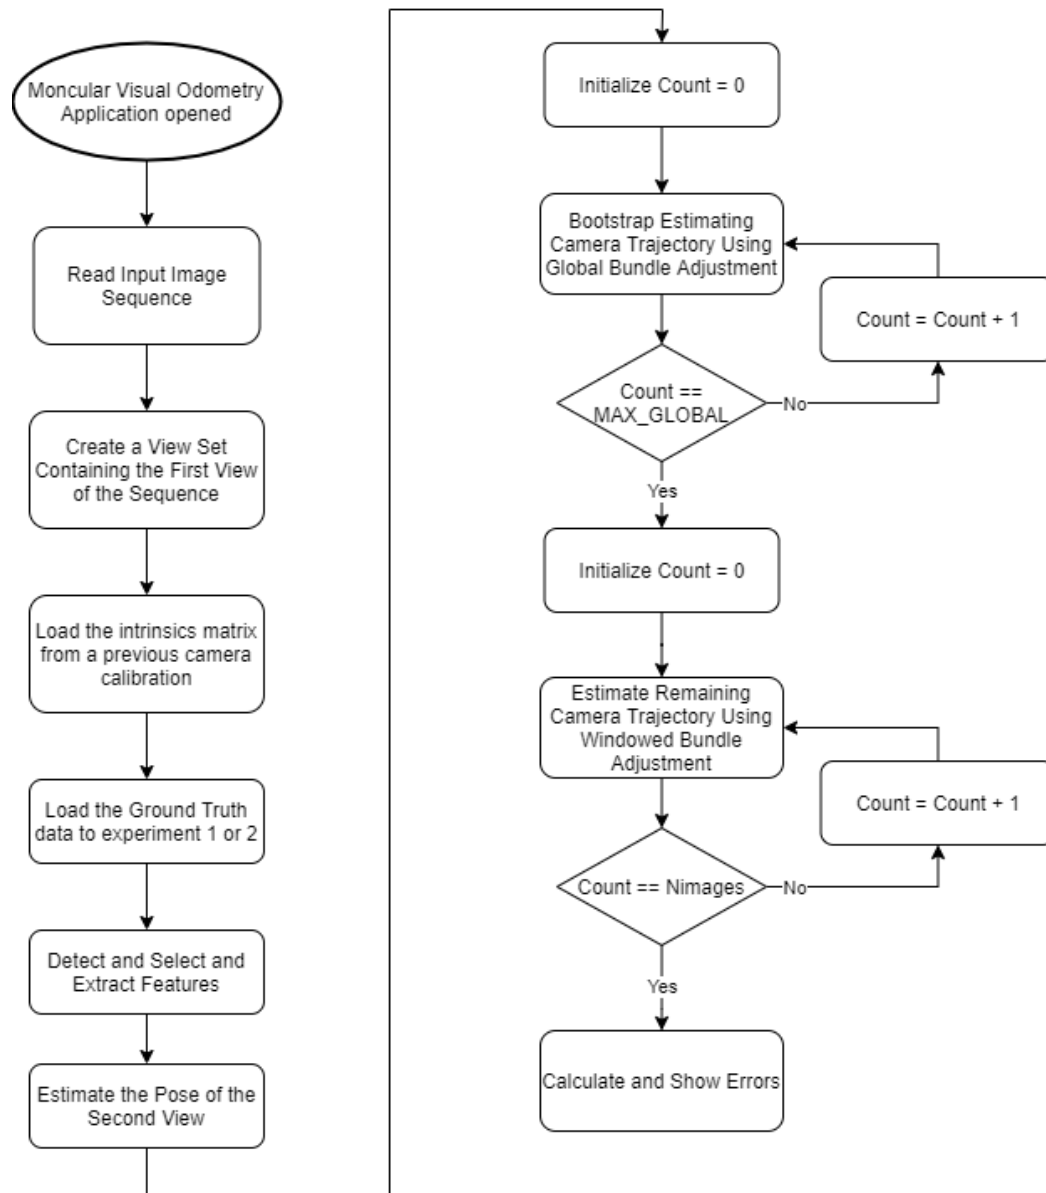 Moncular Visual Odometry
Application opened
Read Input Image
Sequence
Create a View Set
Containing the First View
of the Sequence
Load the intrinsics matrix
from a previous camera
calibration
Load the Ground Truth
data to experiment 1 or 2
Detect and Select and
Extract Features
Estimate the Pose of the
Second View
Initialize Count = 0
Bootstrap Estimating
Camera Trajectory Using
Global Bundle Adjustment
Count = Count + 1
Count ==
MAX_GLOBAL
No
Yes
Initialize Count = 0
Estimate Remaining
Camera Trajectory Using
Windowed Bundle
Adjustment
Count = Count + 1
Count == Nimages
No
Yes
Calculate and Show Errors